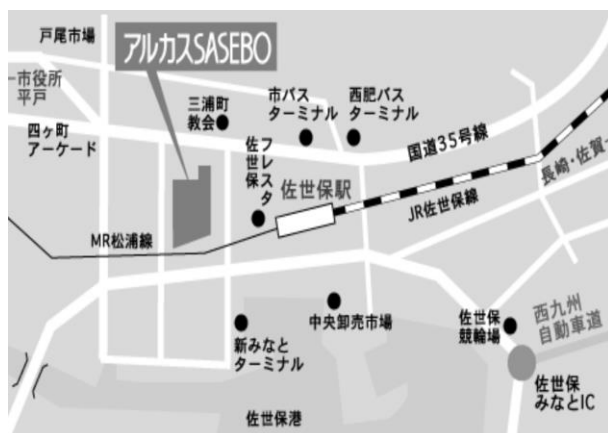 戸尾市場
アルカスSASEBO
←市役所
平戸
三浦町
教会
市バス
ターミナル
西肥バス
ターミナル
四ヶ町
アーケード
国道35号線
フレスタ
佐世保
佐世保駅
長崎・佐賀→
JR佐世保線
MR松浦線
新みなと
ターミナル
中央卸売市場
佐世保
競輪場
西九州
自動車道
佐世保
みなとIC
佐世保港